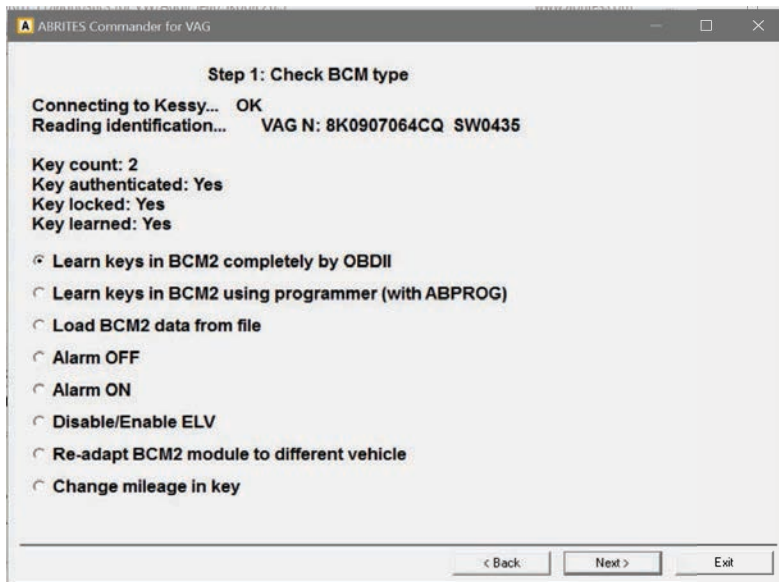 ABRITES Commander for VAG
Step 1: Check BCM type
Connecting to Kessy... OK
Reading identification... VAG N: 8K0907064CQ SW0435
Key count: 2
Key authenticated: Yes
Key locked: Yes
Key learned: Yes
Learn keys in BCM2 completely by OBDII
Learn keys in BCM2 using programmer (with ABPROG)
Load BCM2 data from file
Alarm OFF
Alarm ON
Disable/Enable ELV
Re-adapt BCM2 module to different vehicle
Change mileage in key
< Back Next > Exit